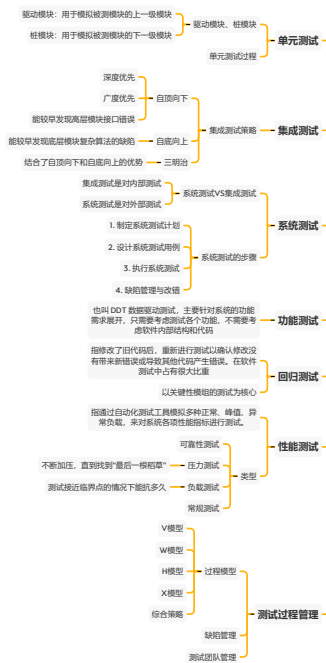 驱动模块：用于模拟被测模块的上一级模块
桩模块：用于模拟被测模块的下一级模块
驱动模块、桩模块
单元测试过程
单元测试
深度优先
广度优先
能较早发现高层模块接口错误
自顶向下
能较早发现底层模块复杂算法的缺陷
自底向上
结合了自顶向下和自底向上的优势
三明治
集成测试策略
集成测试
集成测试是对内部测试
系统测试是对外部测试
系统测试VS集成测试
1. 制定系统测试计划
2. 设计系统测试用例
3. 执行系统测试
4. 缺陷管理与改错
系统测试的步骤
系统测试
也叫 DDT 数据驱动测试，主要针对系统的功能
需求展开，只需要考虑测试各个功能，不需要考
虑软件内部结构和代码
功能测试
指修改了旧代码后，重新进行测试以确认修改没
有带来新错误或导致其他代码产生错误。在软件
测试中占有很大比重
以关键性模组的测试为核心
回归测试
指通过自动化测试工具模拟多种正常、峰值、异
常负载，来对系统各项性能指标进行测试。
可靠性测试
不断加压，直到找到“最后一根稻草”
压力测试
测试接近临界点的情况下能抗多久
负载测试
常规测试
类型
性能测试
V模型
W模型
H模型
X模型
综合策略
过程模型
缺陷管理
测试团队管理
测试过程管理